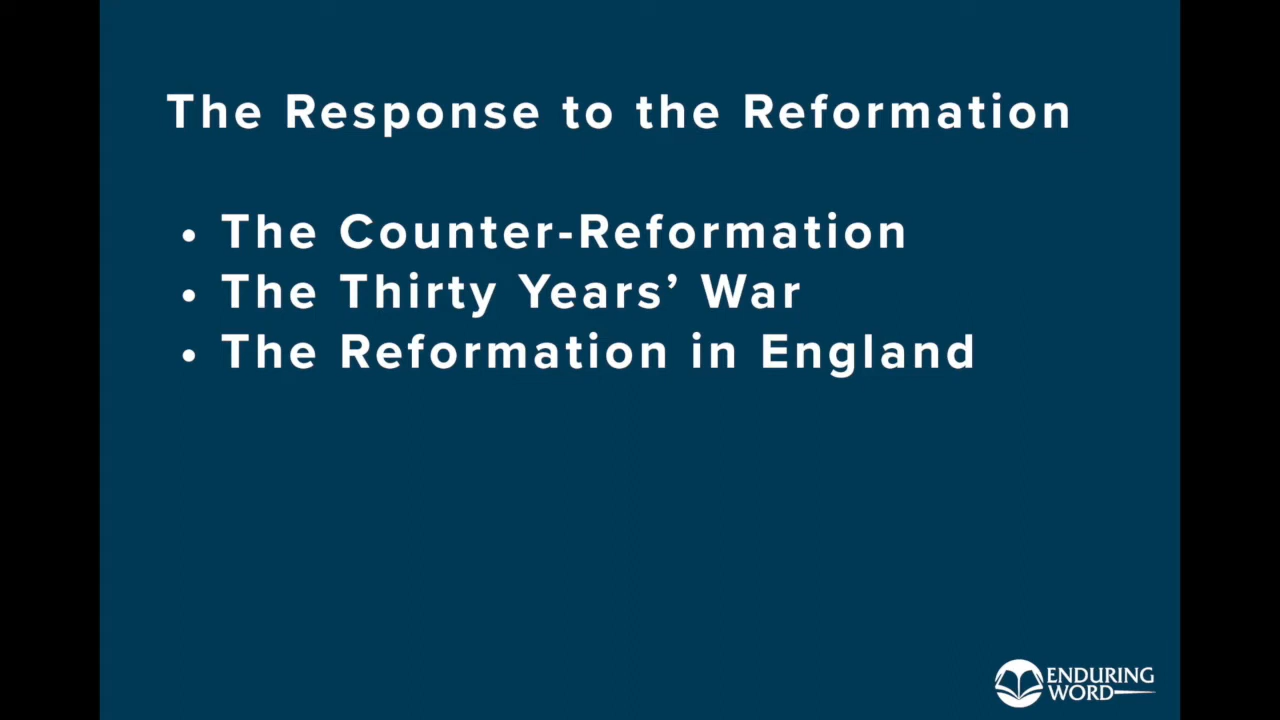 The Response to the Reformation
• The Counter-Reformation
• The Thirty Years’ War
• The Reformation in England
ENDURING
WORD